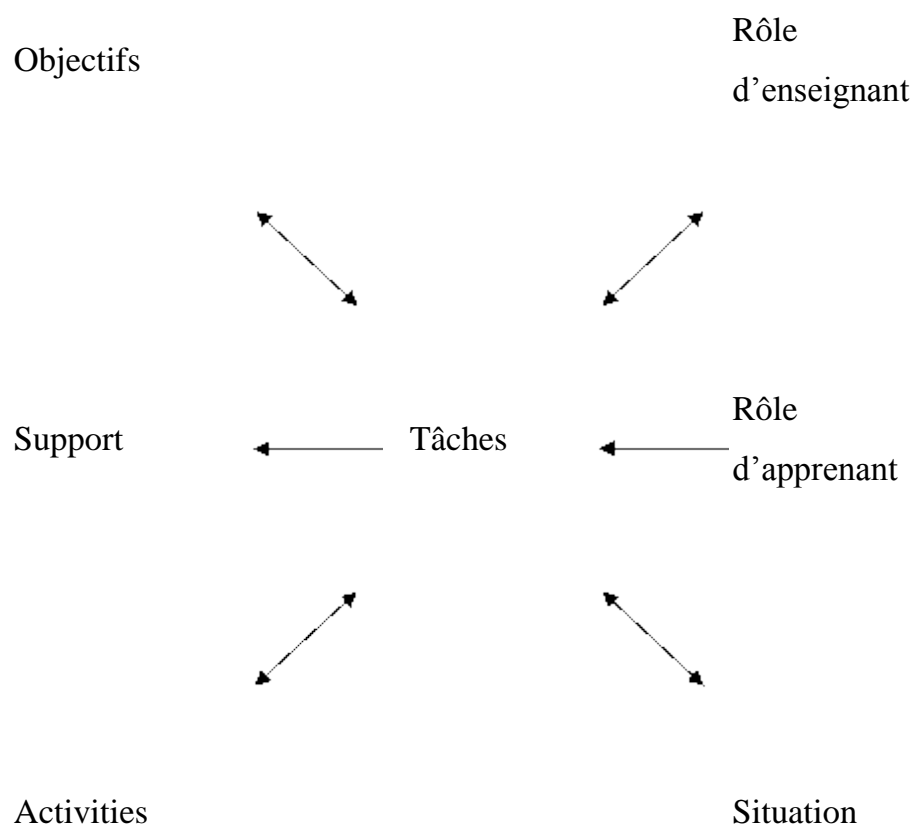 Objectifs
Rôle
d’enseignant
Support
Tâches
Rôle
d’apprenant
Activities
Situation